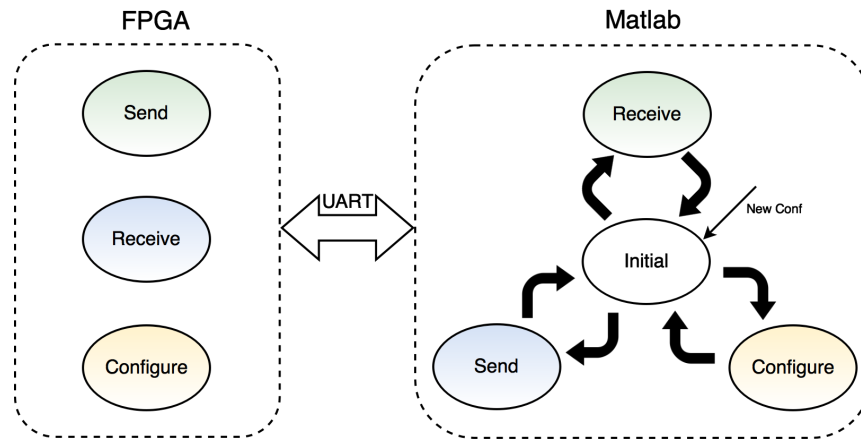 FPGA
Send
Receive
Configure
UART
Matlab
Receive
New Conf
Initial
Send
Configure